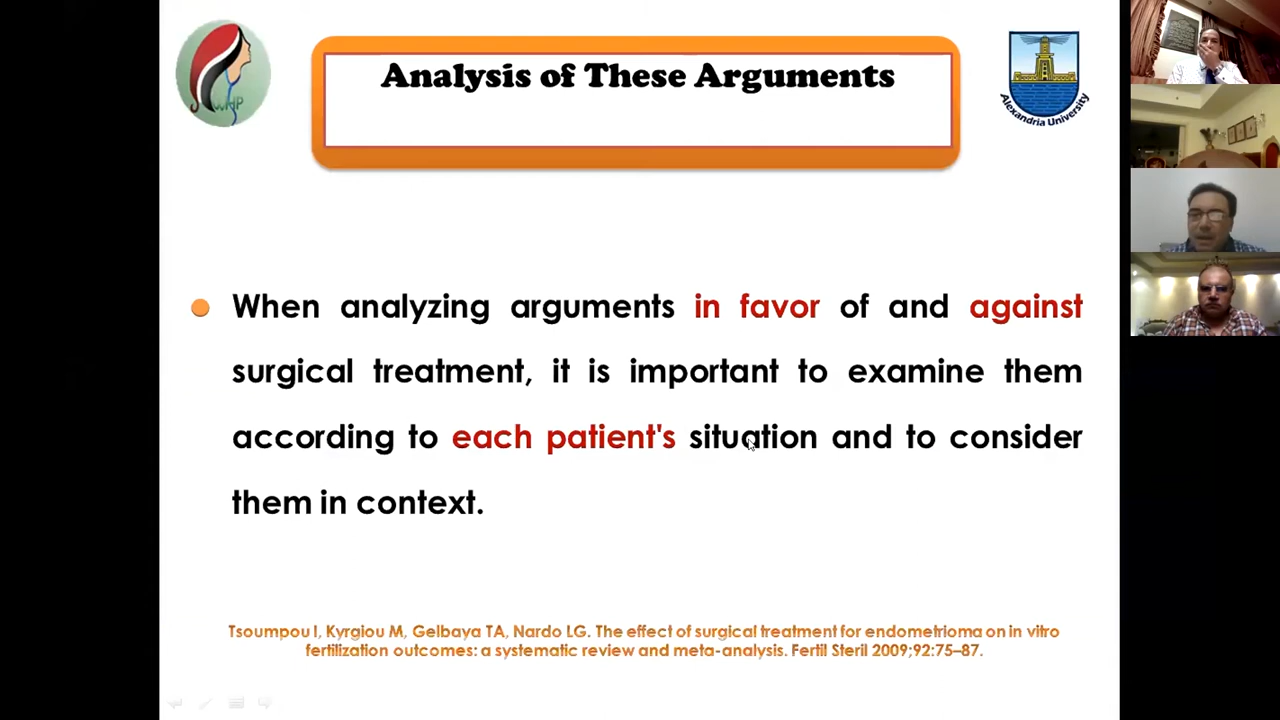 Analysis of These Arguments
WHP
Alexandria University
When analyzing arguments in favor of and against
surgical treatment, it is important to examine them
according to each patient's situation and to consider
them in context.
Tsoumpou I, Kyrgiou M, Gelbaya TA, Nardo LG. The effect of surgical treatment for endometrioma on in vitro
fertilization outcomes: a systematic review and meta-analysis. Fertil Steril 2009;92:75–87.